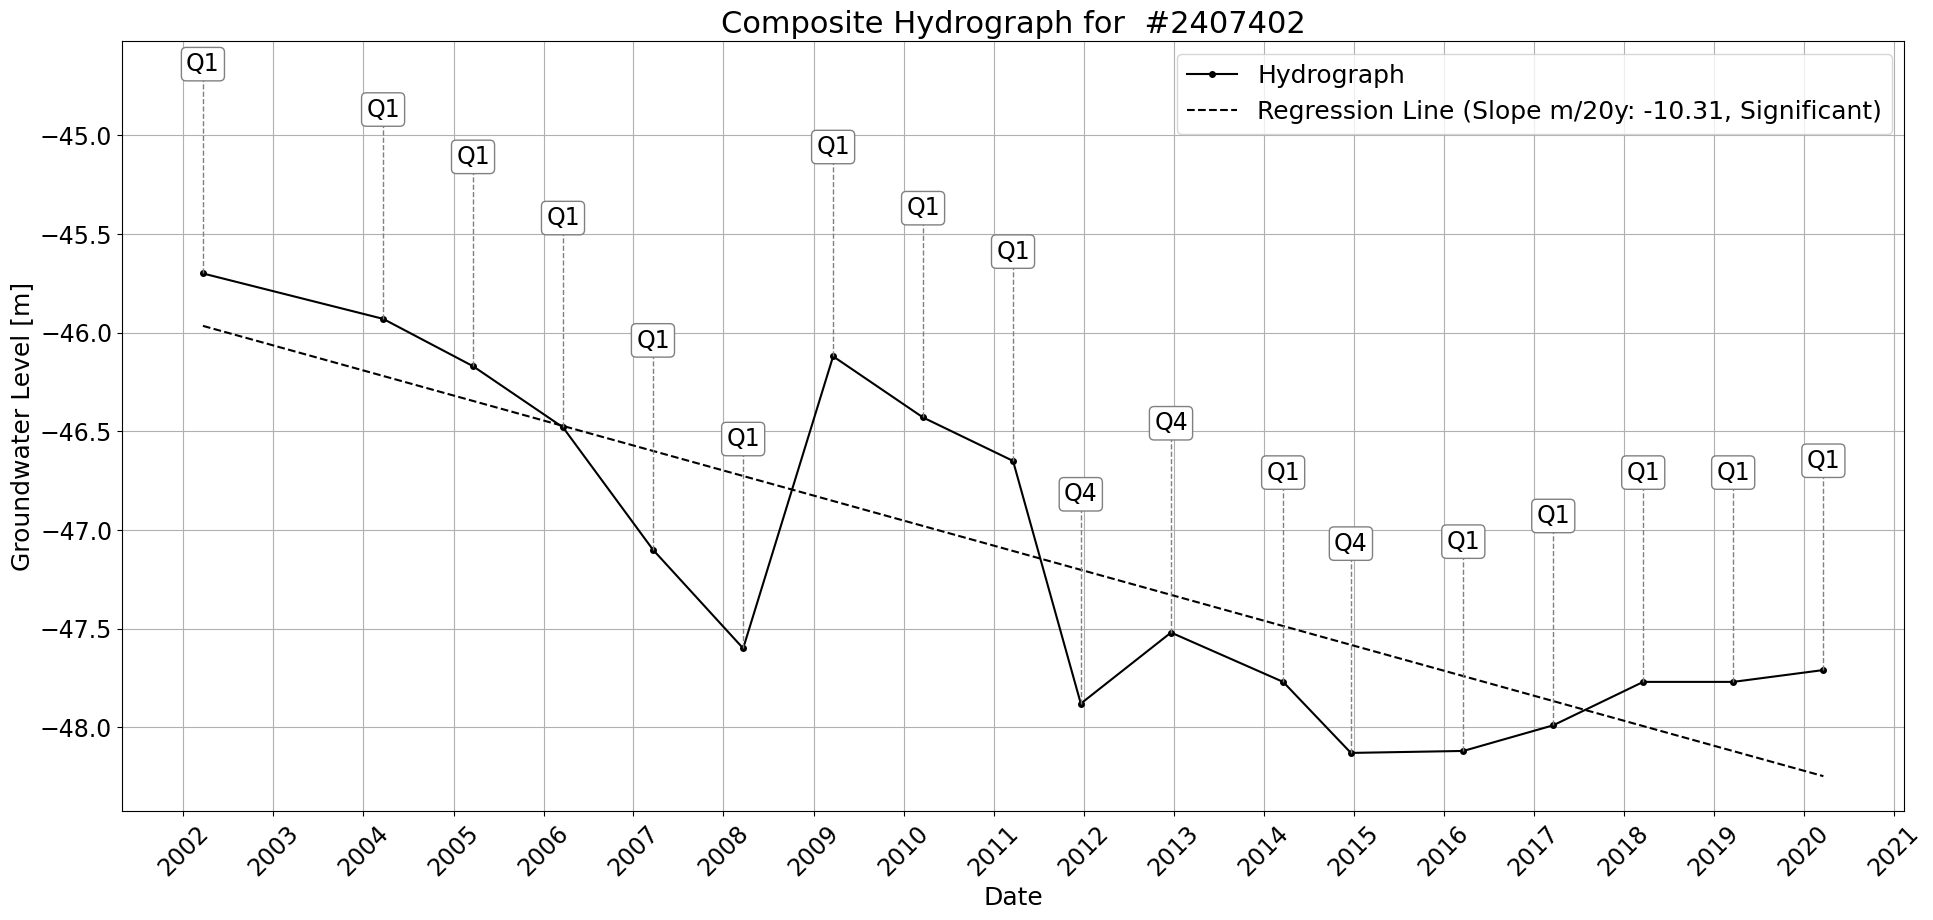 Composite Hydrograph for  #2407402
Hydrograph
Regression Line (Slope m/20y: -10.31, Significant)
Q1
Q1
Q1
Q1
Q1
Q1
Q1
Q1
Q1
Q4
Q4
Q1
Q4
Q1
Q1
Q1
Q1
Q1
Groundwater Level [m]
−45.0
−45.5
−46.0
−46.5
−47.0
−47.5
−48.0
2002
2003
2004
2005
2006
2007
2008
2009
2010
2011
2012
2013
2014
2015
2016
2017
2018
2019
2020
2021
Date